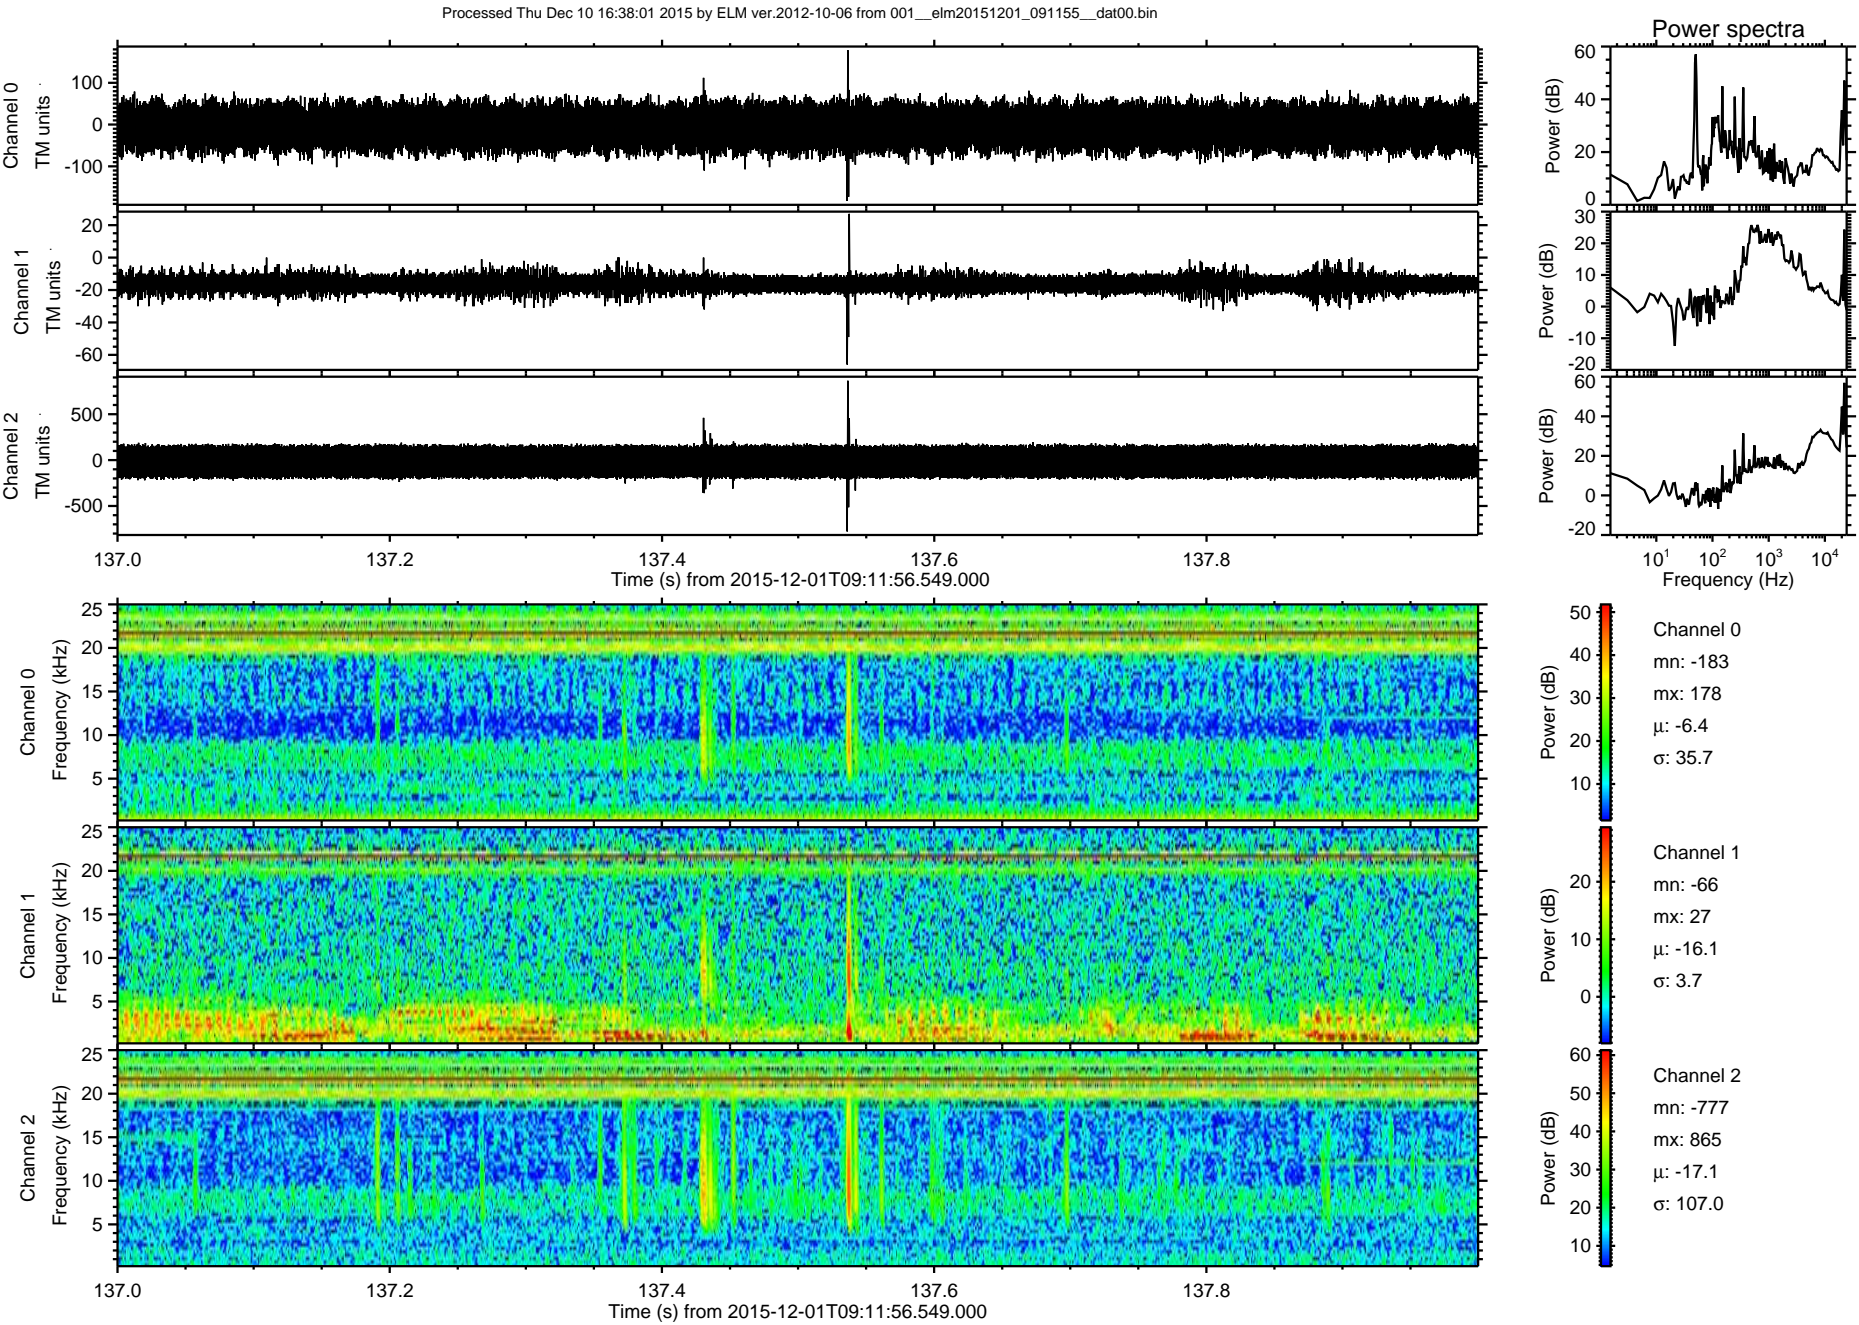 Processed Thu Dec 10 16:38:01 2015 by ELM ver.2012-10-06 from 001__elm20151201_091155__dat00.bin
Power spectra
Channel 0
TM units
100
0
-100
Power (dB)
60
40
20
0
Channel 1
TM units
20
0
-20
-40
-60
Power (dB)
30
20
10
0
-10
-20
Channel 2
TM units
500
0
-500
Power (dB)
60
40
20
0
-20
137.0 137.2 137.4 137.6 137.8
Time (s) from 2015-12-01T09:11:56.549.000
10^1 10^2 10^3 10^4
Frequency (Hz)
Channel 0
Frequency (kHz)
25
20
15
10
5
Power (dB)
50
40
30
20
10
Channel 0
mn: -183
mx: 178
μ: -6.4
σ: 35.7
Channel 1
Frequency (kHz)
25
20
15
10
5
Power (dB)
20
10
0
Channel 1
mn: -66
mx: 27
μ: -16.1
σ: 3.7
Channel 2
Frequency (kHz)
25
20
15
10
5
Power (dB)
60
50
40
30
20
10
Channel 2
mn: -777
mx: 865
μ: -17.1
σ: 107.0
137.0 137.2 137.4 137.6 137.8
Time (s) from 2015-12-01T09:11:56.549.000